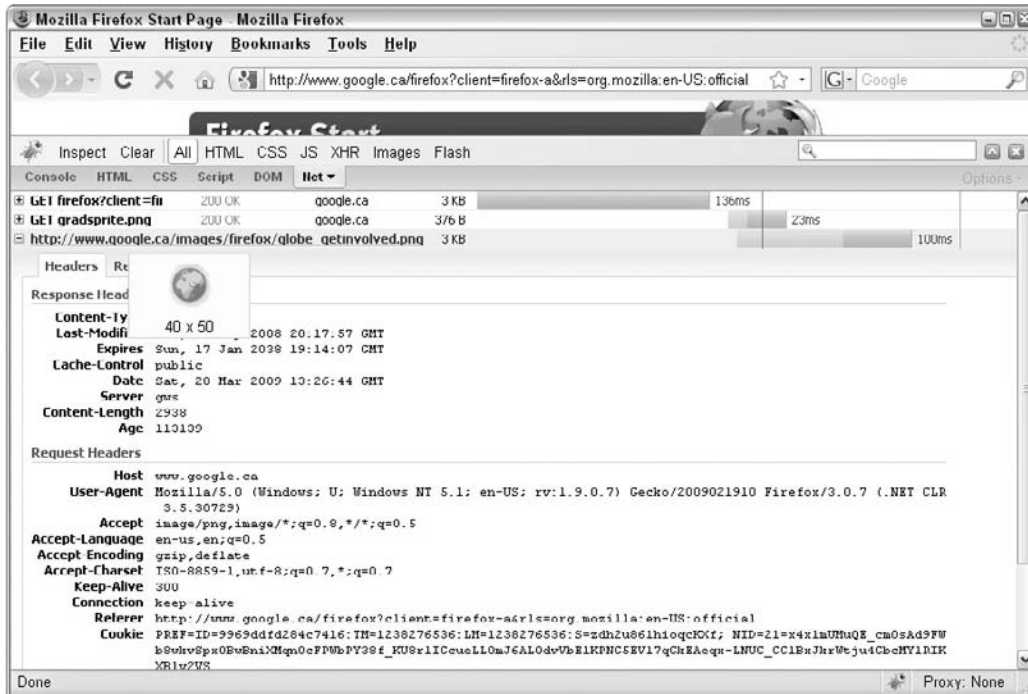 Mozilla Firefox Start Page - Mozilla Firefox
File Edit View History Bookmarks Tools Help
http://www.google.ca/firefox?client=firefox-a&rls=org.mozilla:en-US:official
G Google
Firefox Start
Inspect Clear All HTML CSS JS XHR Images Flash
Console HTML CSS Script DOM Net Options
GET firefox?client=fi 200 OK google.ca 3 KB 136ms
GET gradsprite.png 200 OK google.ca 376 B 23ms
http://www.google.ca/images/firefox/globe_getinvolved.png 3 KB 100ms
Headers Re
Response Head
Content-Ty
40 x 50
Last-Modifi 2008 20:17:57 GMT
Expires Sun, 17 Jan 2038 19:14:07 GMT
Cache-Control public
Date Sat, 20 Mar 2009 13:26:44 GMT
Server gws
Content-Length 2938
Age 113139
Request Headers
Host www.google.ca
User-Agent Mozilla/5.0 (Windows; U; Windows NT 5.1; en-US; rv:1.9.0.7) Gecko/2009021910 Firefox/3.0.7 (.NET CLR
3.5.30729)
Accept image/png,image/*;q=0.8,*/*;q=0.5
Accept-Language en-us,en;q=0.5
Accept-Encoding gzip,deflate
Accept-Charset ISO-8859-1,utf-8;q=0.7,*;q=0.7
Keep-Alive 300
Connection keep-alive
Referer http://www.google.ca/firefox?client=firefox-a&rls=org.mozilla:en-US:official
Cookie
Done Proxy: None